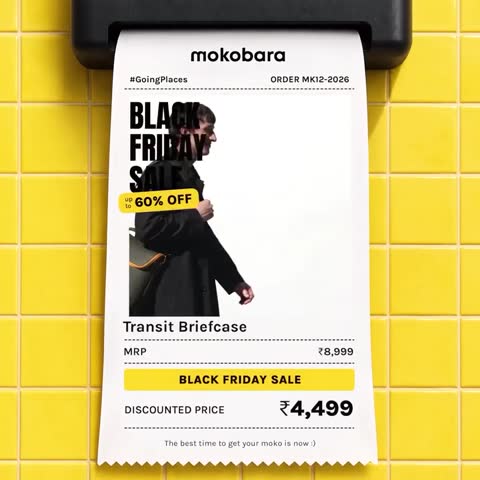 mokobara
#GoingPlaces ORDER MK12-2026
BLACK
FRIDAY
SALE
up to 60% OFF
Transit Briefcase
MRP ₹8,999
BLACK FRIDAY SALE
DISCOUNTED PRICE ₹4,499
The best time to get your moko is now :)